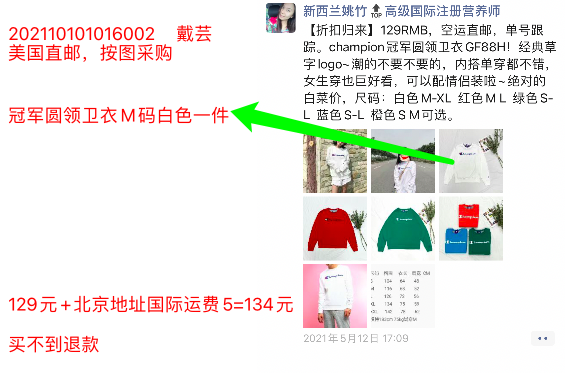 202110101016002 戴芸
美国直邮，按图采购
冠军圆领卫衣M码白色一件
129元+北京地址国际运费5=134元
买不到退款
新西兰姚竹🔝高级国际注册营养师
【折扣归来】129RMB，空运直邮，单号跟
踪。champion冠军圆领卫衣GF88H！经典草
字logo~潮的不要不要的，内搭单穿都不错，
女生穿也巨好看，可以配情侣装啦~绝对的
白菜价，尺码：白色M-XL 红色M L 绿色S-
L 蓝色S-L 橙色S M可选。
2021年5月12日 17:09